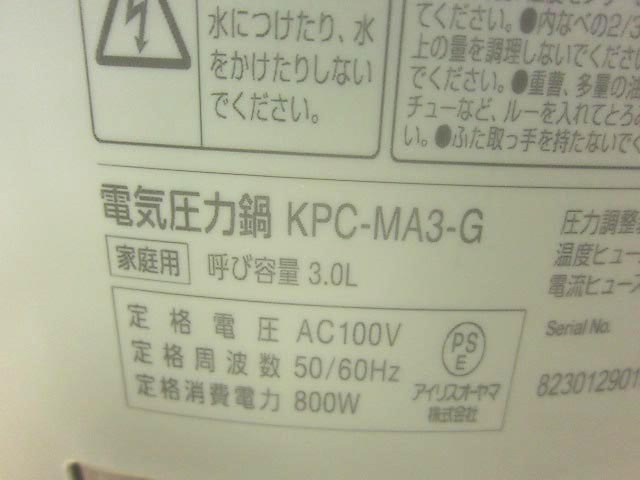 水につけたり、水
をかけたりしない
でください。
てください。
●内なべの2/3
上の量を調理しないでくださ
でください。●重曹、多量の油
チューなど、ルーを入れてとろ
い。●ふた取っ手を持たないでく
電気圧力鍋 KPC-MA3-G
家庭用 呼び容量 3.0L
定格電圧 AC100V
定格周波数 50/60Hz
定格消費電力 800W
PS
E
アイリスオーヤマ
株式会社
圧力調整
温度ヒュー
電流ヒューズ
Serial No.
823012901